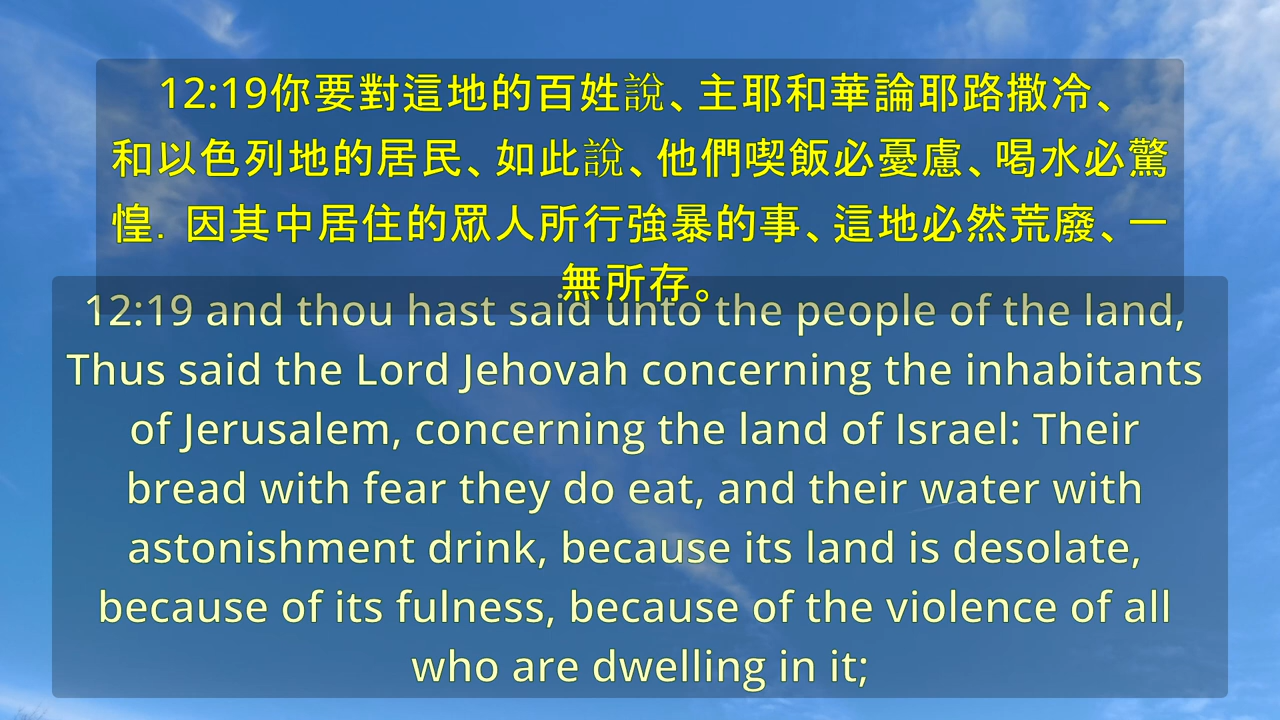 12:19你要對這地的百姓說、主耶和華論耶路撒冷、
和以色列地的居民、如此說、他們喫飯必憂慮、喝水必驚
惶．因其中居住的眾人所行強暴的事、這地必然荒廢、一
無所存。
12:19 and thou hast said unto the people of the land,
Thus said the Lord Jehovah concerning the inhabitants
of Jerusalem, concerning the land of Israel: Their
bread with fear they do eat, and their water with
astonishment drink, because its land is desolate,
because of its fulness, because of the violence of all
who are dwelling in it;